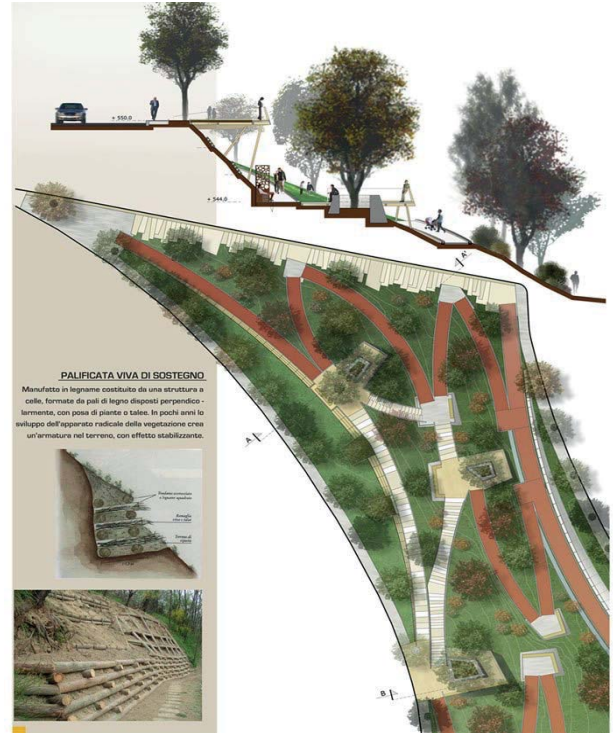 + 550,0
+ 544,0
A'
PALIFICATA VIVA DI SOSTEGNO
Manufatto in legname costituito da una struttura a
celle, formate da pali di legno disposti perpendico -
larmente, con posa di piante o talee. In pochi anni lo
sviluppo dell'apparato radicale della vegetazione crea
un'armatura nel terreno, con effetto stabilizzante.
A
B